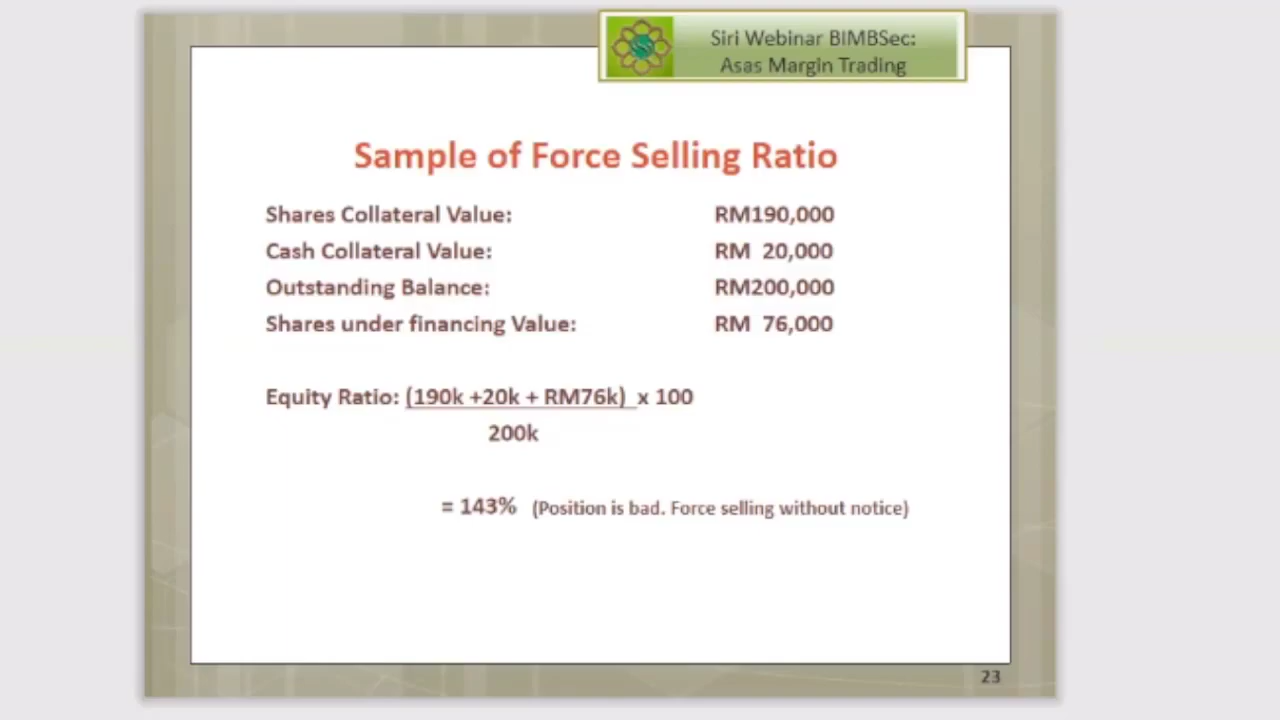 Siri Webinar BIMBSec:
Asas Margin Trading
Sample of Force Selling Ratio
Shares Collateral Value: RM190,000
Cash Collateral Value: RM 20,000
Outstanding Balance: RM200,000
Shares under financing Value: RM 76,000
Equity Ratio: (190k +20k + RM76k) x 100
200k
= 143% (Position is bad. Force selling without notice)
23